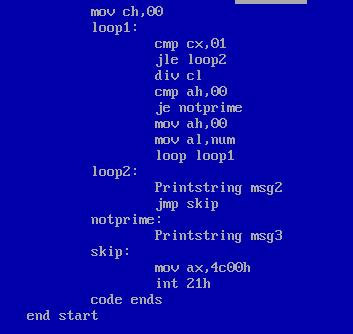 mov ch,00
loop1:
cmp cx,01
jle loop2
div cl
cmp ah,00
je notprime
mov ah,00
mov al,num
loop loop1
loop2:
Printstring msg2
jmp skip
notprime:
Printstring msg3
skip:
mov ax,4c00h
int 21h
code ends
end start